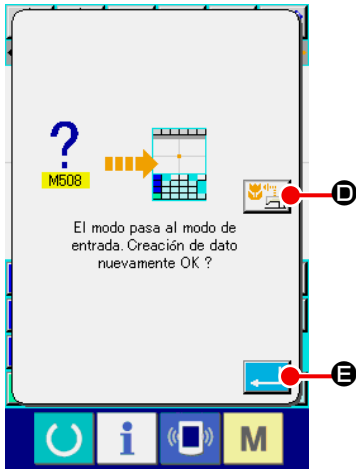 ?
M508
D
El modo pasa al modo de
entrada. Creación de dato
nuevamente OK ?
E
i
M